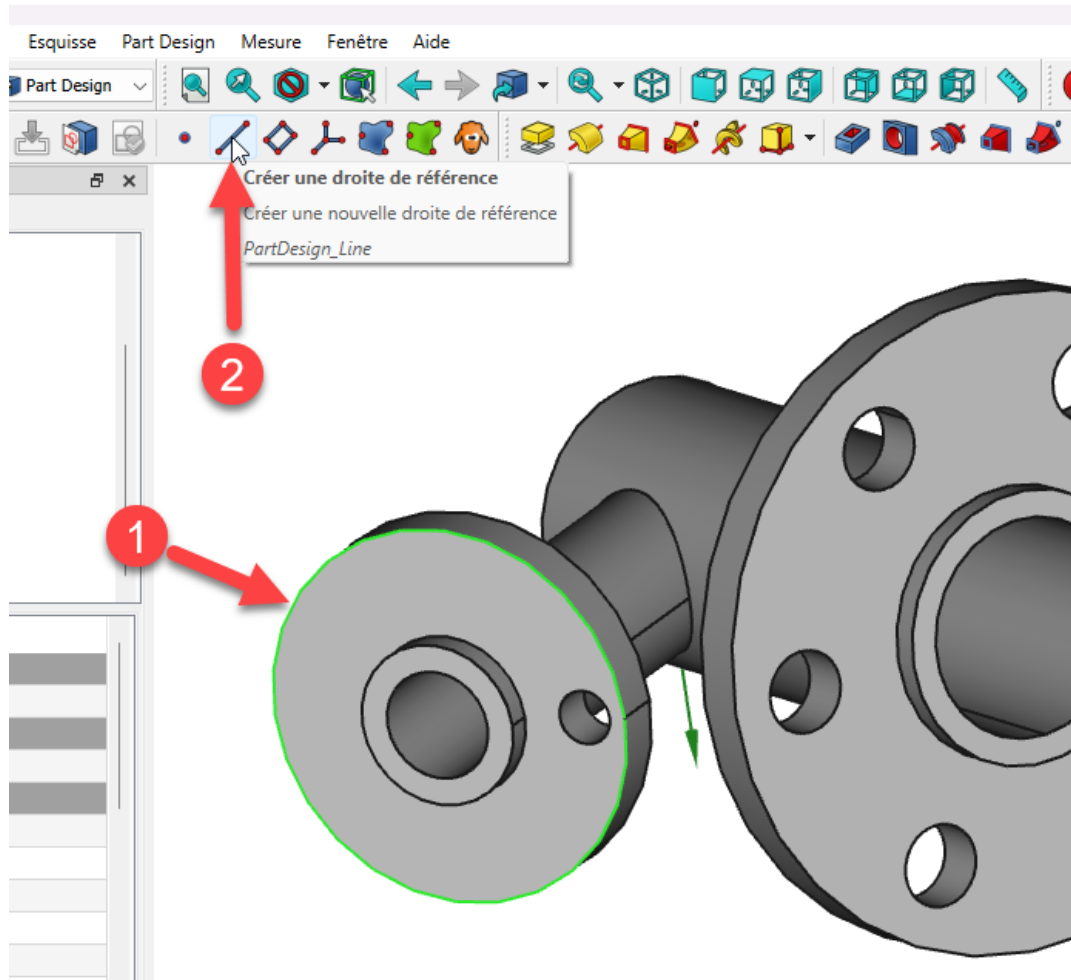 Esquisse Part Design Mesure Fenêtre Aide
Part Design
Créer une droite de référence
Créer une nouvelle droite de référence
PartDesign_Line
2
1